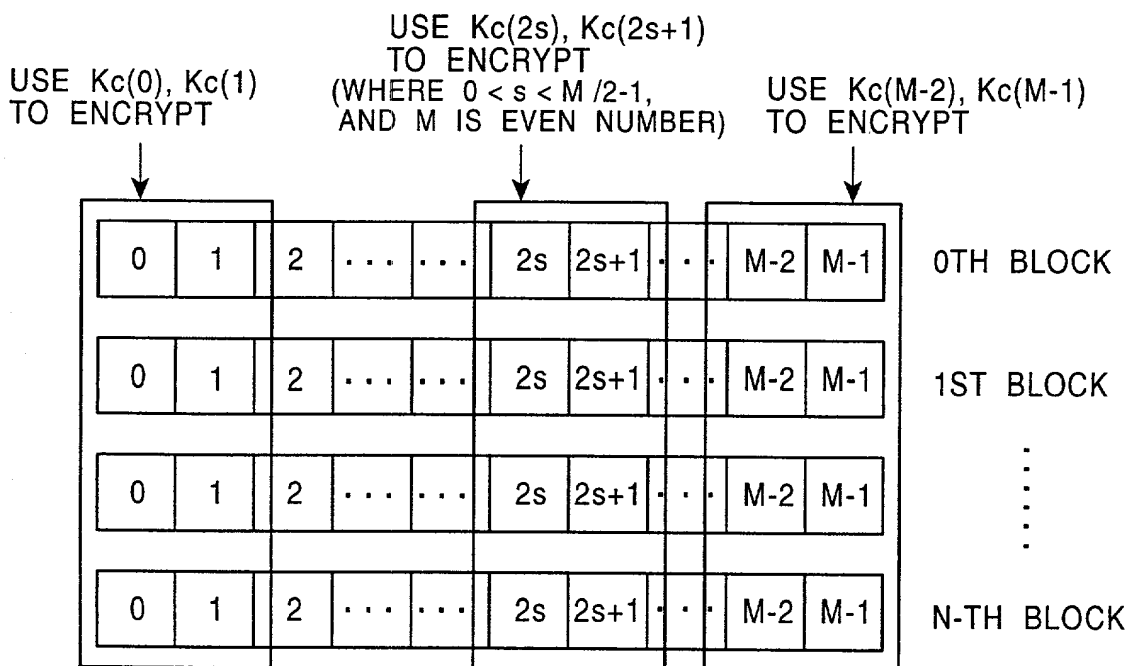 USE Kc(0), Kc(1)
TO ENCRYPT
USE Kc(2s), Kc(2s+1)
TO ENCRYPT
(WHERE 0 < s < M /2-1,
AND M IS EVEN NUMBER)
USE Kc(M-2), Kc(M-1)
TO ENCRYPT
0 1 2 ... ... 2s 2s+1 ... M-2 M-1 0TH BLOCK
0 1 2 ... ... 2s 2s+1 ... M-2 M-1 1ST BLOCK
0 1 2 ... ... 2s 2s+1 ... M-2 M-1
0 1 2 ... ... 2s 2s+1 ... M-2 M-1 N-TH BLOCK